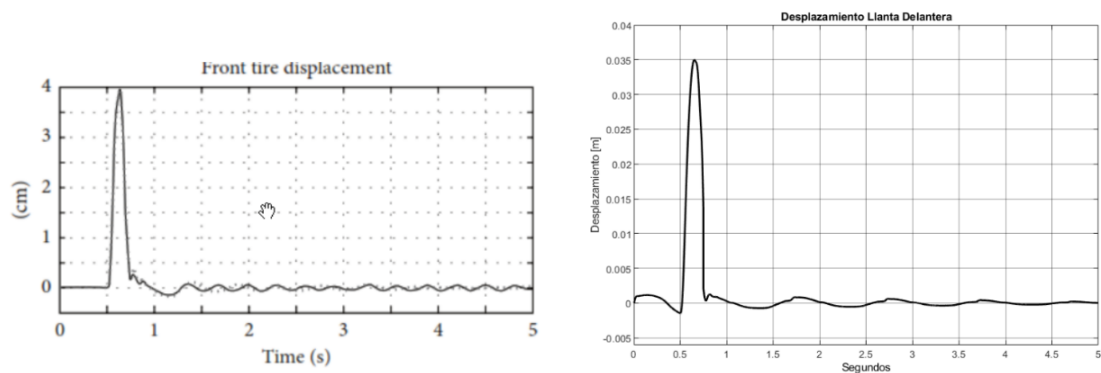 Front tire displacement
4
3
2
1
0
(cm)
0 1 2 3 4 5
Time (s)
Desplazamiento Llanta Delantera
0.04
0.035
0.03
0.025
0.02
0.015
0.01
0.005
0
-0.005
Desplazamiento [m]
0 0.5 1 1.5 2 2.5 3 3.5 4 4.5 5
Segundos